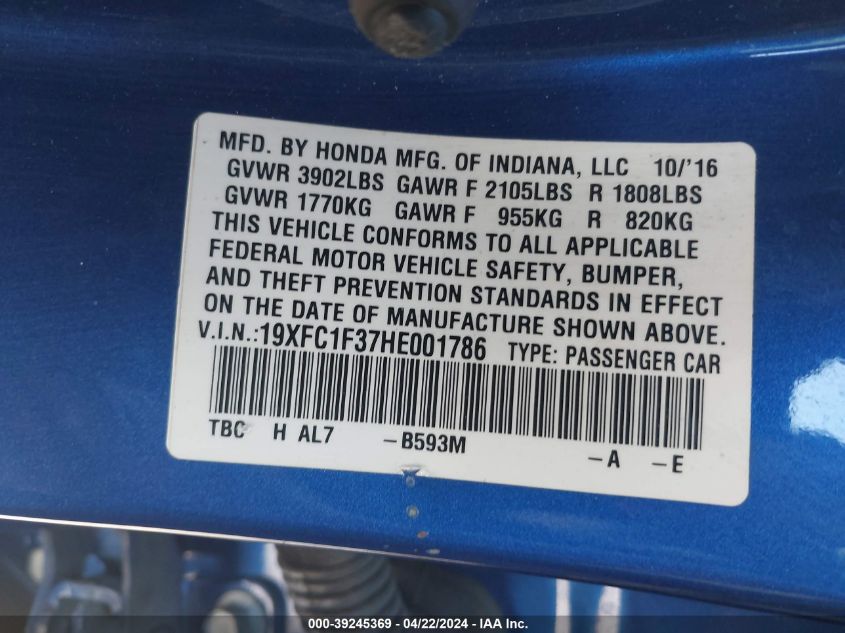 MFD. BY HONDA MFG. OF INDIANA, LLC 10/'16
GVWR 3902LBS GAWR F 2105LBS R 1808LBS
GVWR 1770KG GAWR F 955KG R 820KG
THIS VEHICLE CONFORMS TO ALL APPLICABLE
FEDERAL MOTOR VEHICLE SAFETY, BUMPER,
AND THEFT PREVENTION STANDARDS IN EFFECT
ON THE DATE OF MANUFACTURE SHOWN ABOVE.
V.I.N.:19XFC1F37HE001786 TYPE: PASSENGER CAR
TBC H AL7 -B593M -A -E
000-39245369 | 04/22/2024 - IAA Inc.